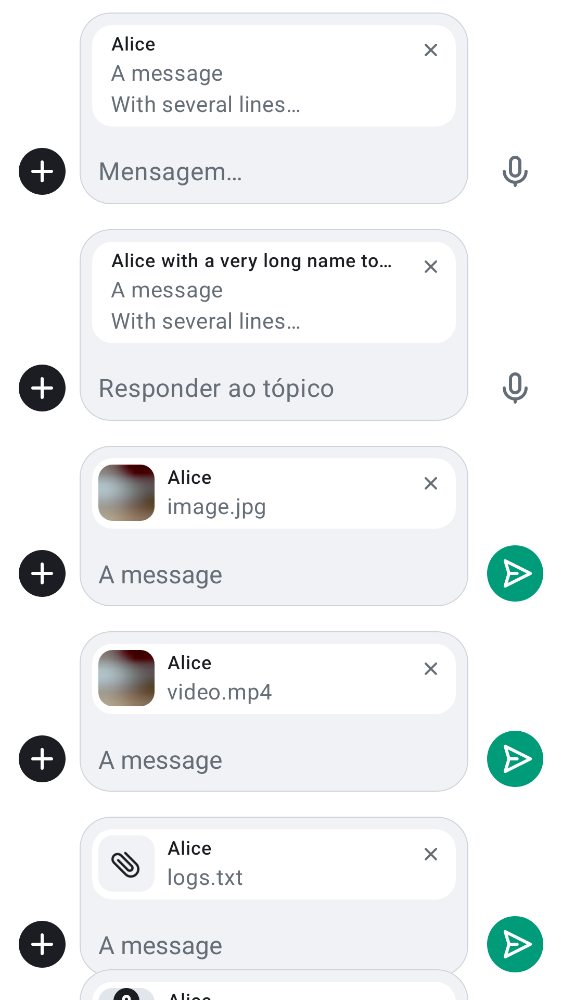 Alice
A message
With several lines…
Mensagem…
Alice with a very long name to…
A message
With several lines…
Responder ao tópico
Alice
image.jpg
A message
Alice
video.mp4
A message
Alice
logs.txt
A message
Alice